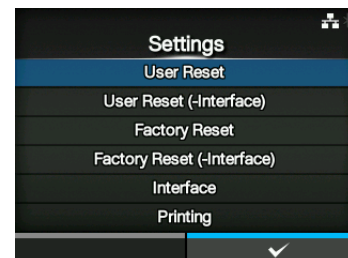 Settings
User Reset
User Reset (-Interface)
Factory Reset
Factory Reset (-Interface)
Interface
Printing